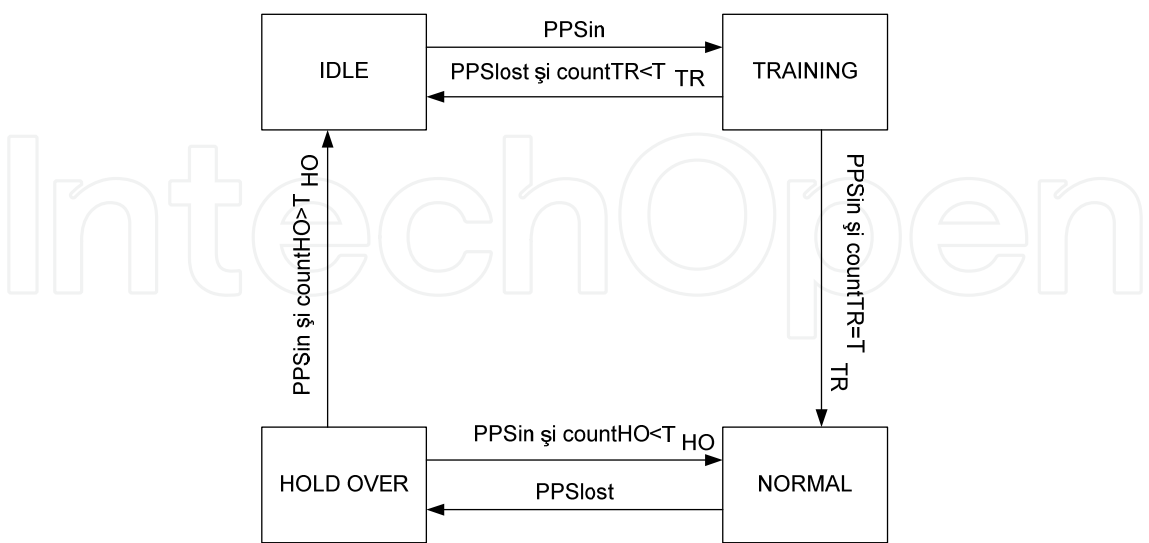 PPSin
IDLE
PPSlost şi countTR<T TR
TRAINING
PPSin şi countHO>T HO
PPSin şi countTR=T TR
IntechOpen
PPSin şi countHO<T HO
HOLD OVER
PPSlost
NORMAL